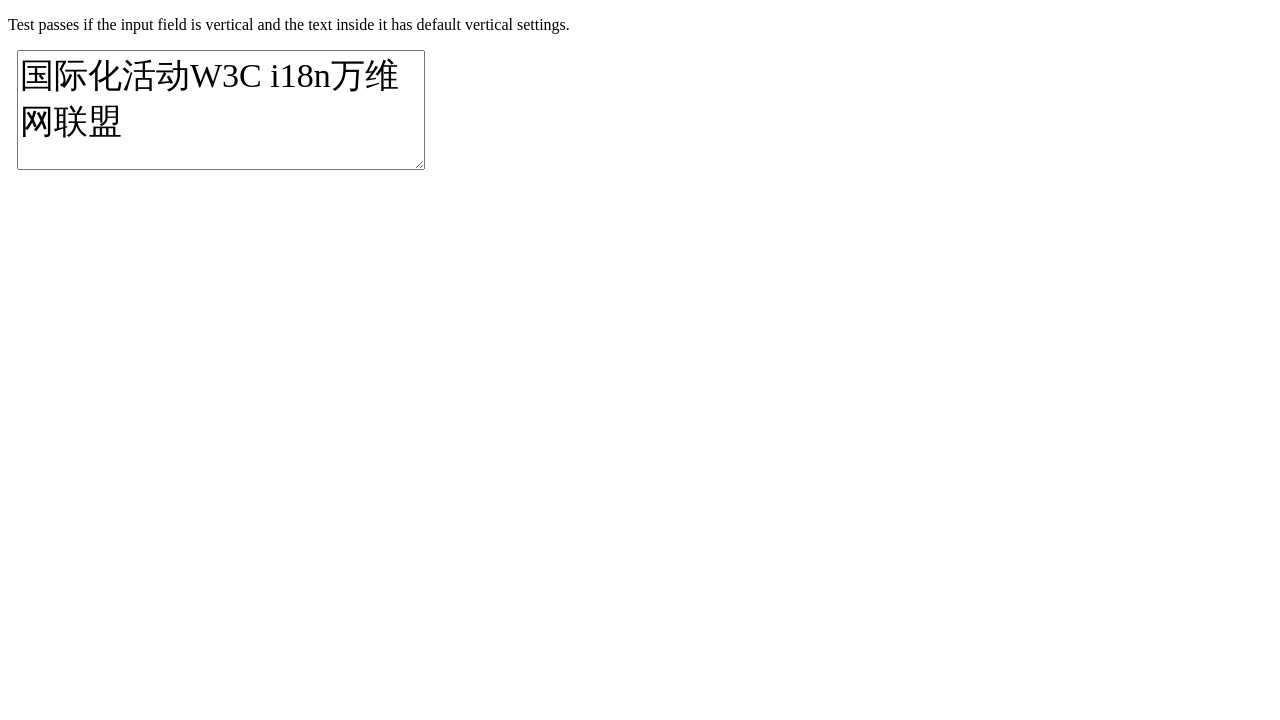 Test passes if the input field is vertical and the text inside it has default vertical settings.
国际化活动W3C i18n万维
网联盟